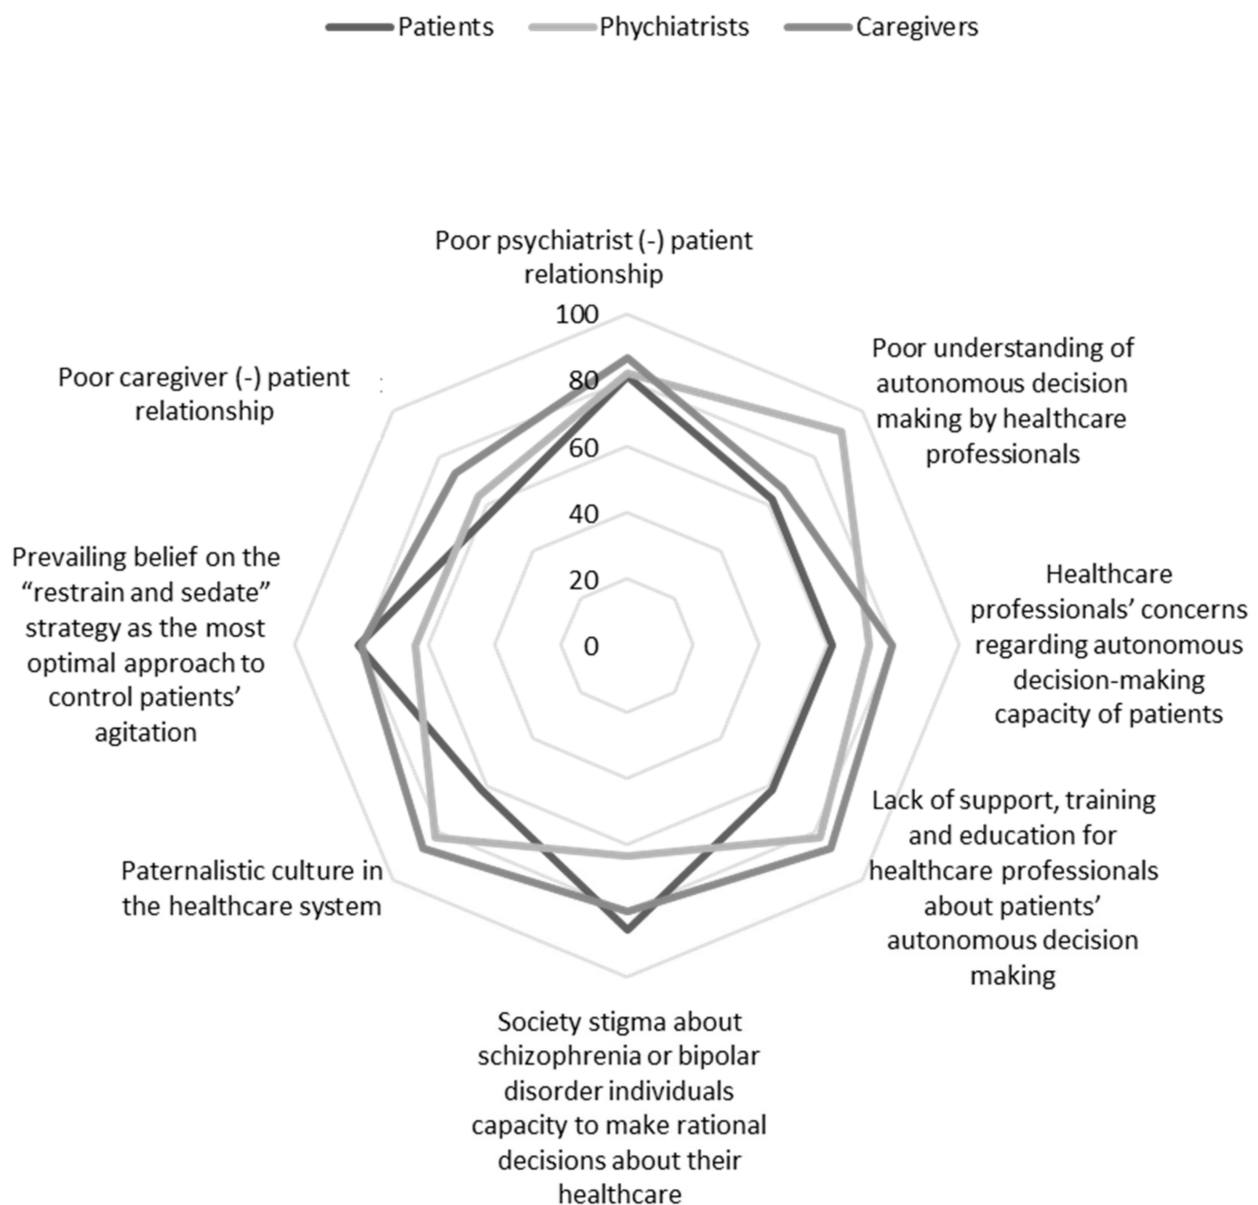 Patients Phychiatrists Caregivers
Poor psychiatrist (-) patient
relationship
100
80
60
40
20
0
Poor understanding of
autonomous decision
making by healthcare
professionals
Healthcare
professionals’ concerns
regarding autonomous
decision-making
capacity of patients
Lack of support, training
and education for
healthcare professionals
about patients’
autonomous decision
making
Society stigma about
schizophrenia or bipolar
disorder individuals
capacity to make rational
decisions about their
healthcare
Paternalistic culture in
the healthcare system
Prevailing belief on the
“restrain and sedate”
strategy as the most
optimal approach to
control patients’
agitation
Poor caregiver (-) patient
relationship